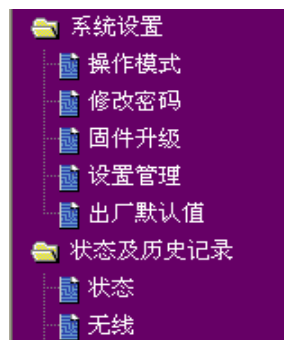 系统设置
操作模式
修改密码
固件升级
设置管理
出厂默认值
状态及历史记录
状态
无线